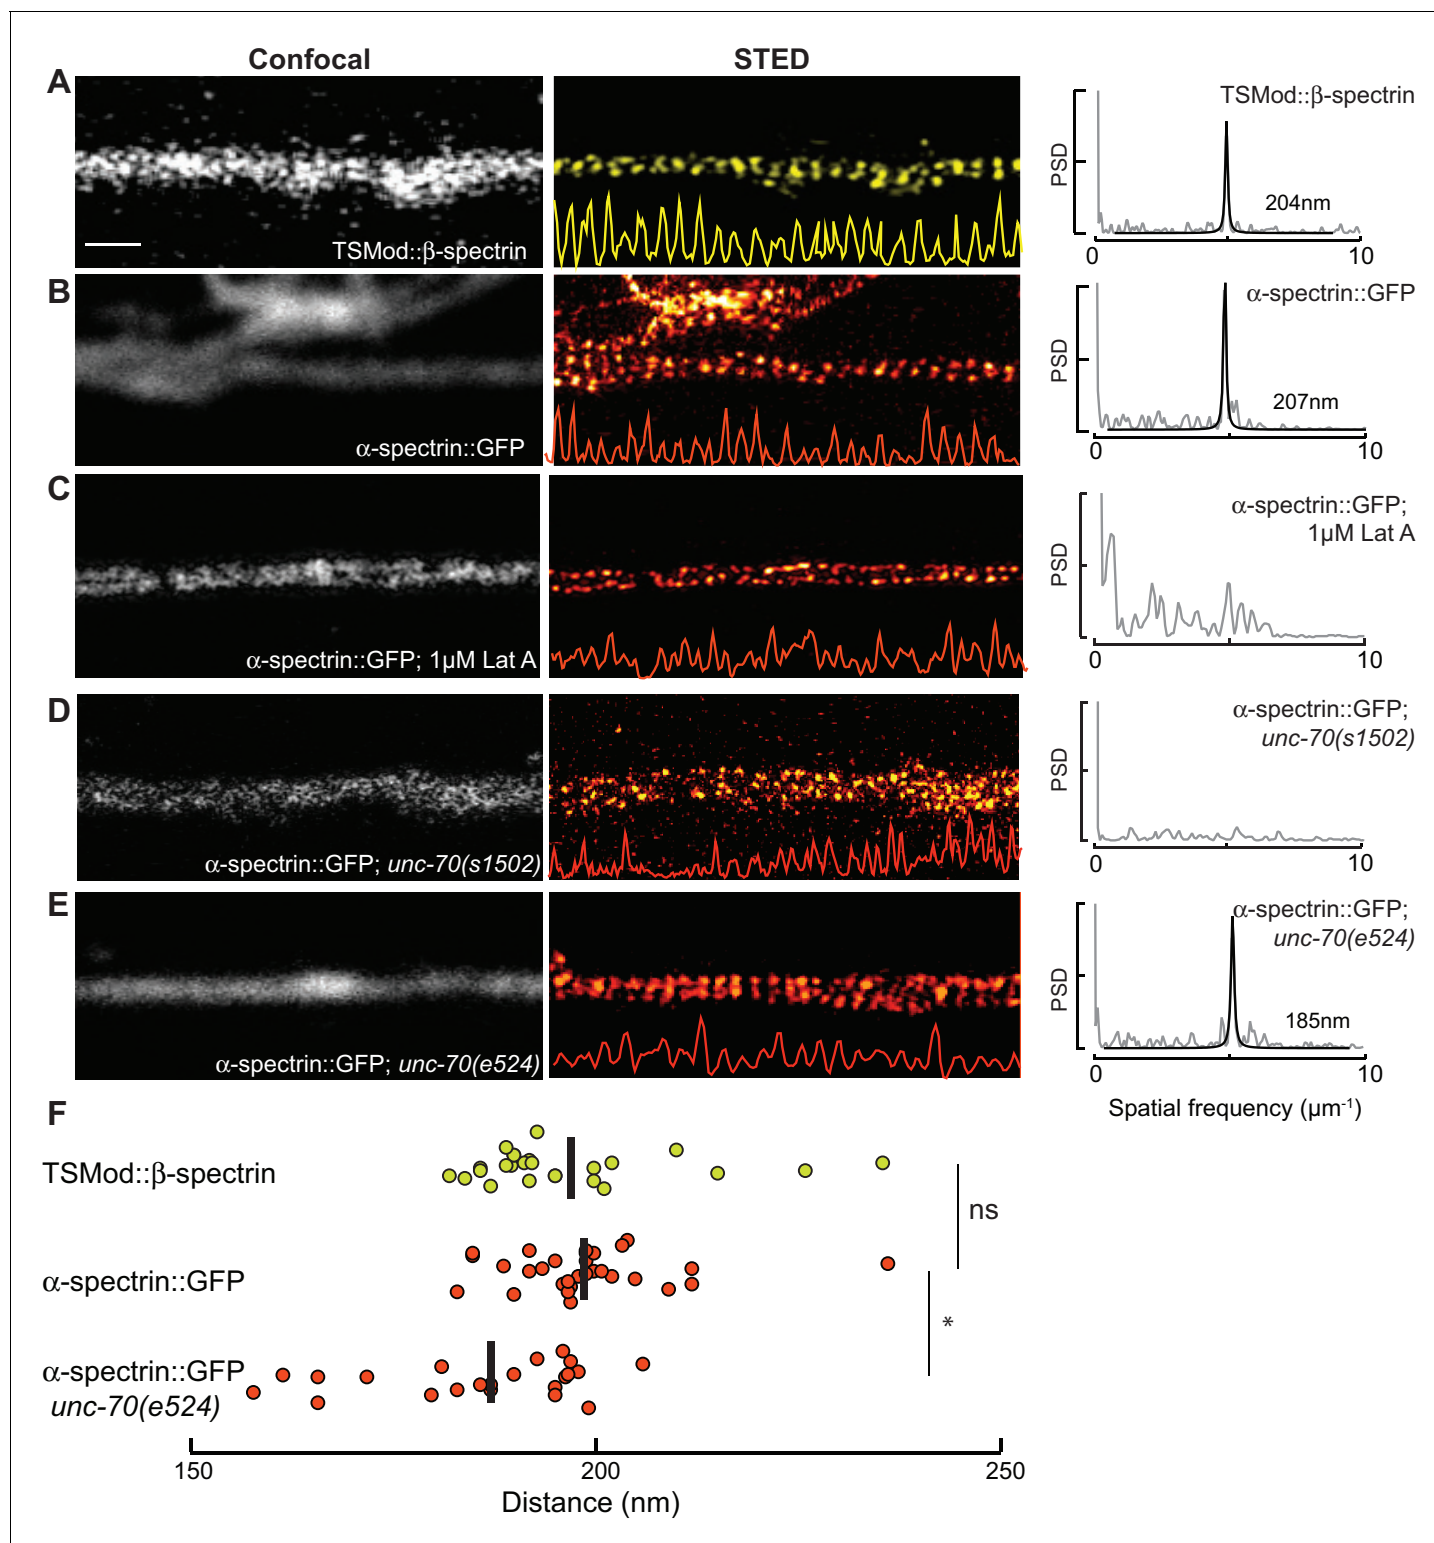 Confocal
STED
A
TSMod::β-spectrin
TSMod::β-spectrin
PSD
204nm
0
10
B
α-spectrin::GFP
α-spectrin::GFP
PSD
207nm
0
10
C
α-spectrin::GFP; 1µM Lat A
α-spectrin::GFP;
1µM Lat A
PSD
0
10
D
α-spectrin::GFP; unc-70(s1502)
α-spectrin::GFP;
unc-70(s1502)
PSD
0
10
E
α-spectrin::GFP; unc-70(e524)
α-spectrin::GFP;
unc-70(e524)
PSD
185nm
0
10
Spatial frequency (µm⁻¹)
F
TSMod::β-spectrin
ns
α-spectrin::GFP
*
α-spectrin::GFP
unc-70(e524)
150
200
250
Distance (nm)